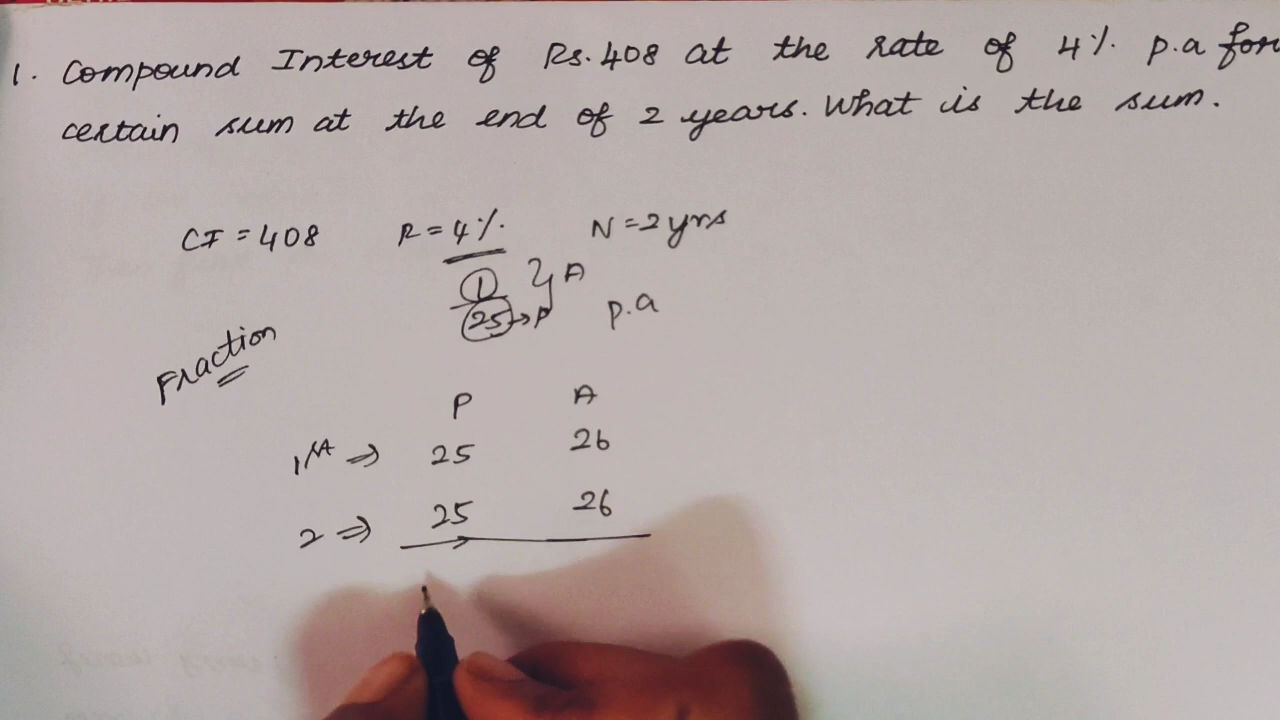 1. Compound Interest of Rs.408 at the rate of 4%. p.a for
certain sum at the end of 2 years. What is the sum.
CI = 408 R = 4%. N = 2 yrs
1 } A
25 → P p.a
Fraction
P A
1st ⇒ 25 26
2 ⇒ 25 26